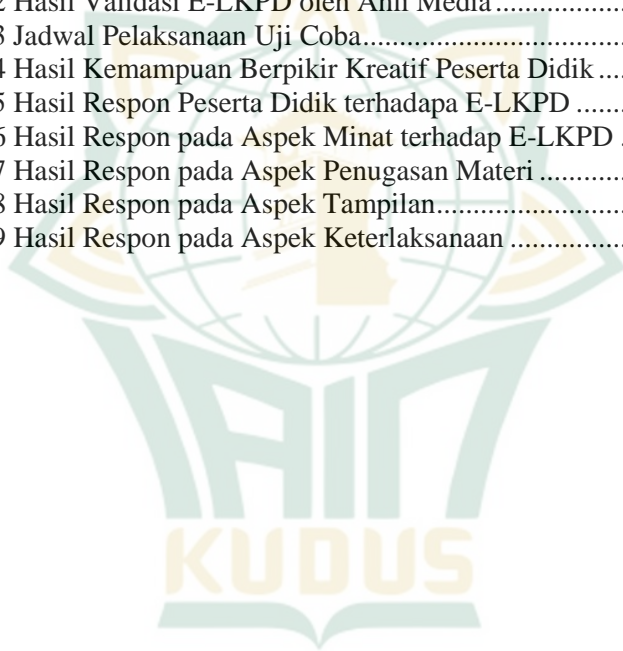 2 Hasil Validasi E-LKPD oleh Ahli Media...............
3 Jadwal Pelaksanaan Uji Coba..............................
4 Hasil Kemampuan Berpikir Kreatif Peserta Didik ....
5 Hasil Respon Peserta Didik terhadapa E-LKPD .......
6 Hasil Respon pada Aspek Minat terhadap E-LKPD .
7 Hasil Respon pada Aspek Penugasan Materi ...........
8 Hasil Respon pada Aspek Tampilan.......................
9 Hasil Respon pada Aspek Keterlaksanaan ..............
IAIN
KUDUS